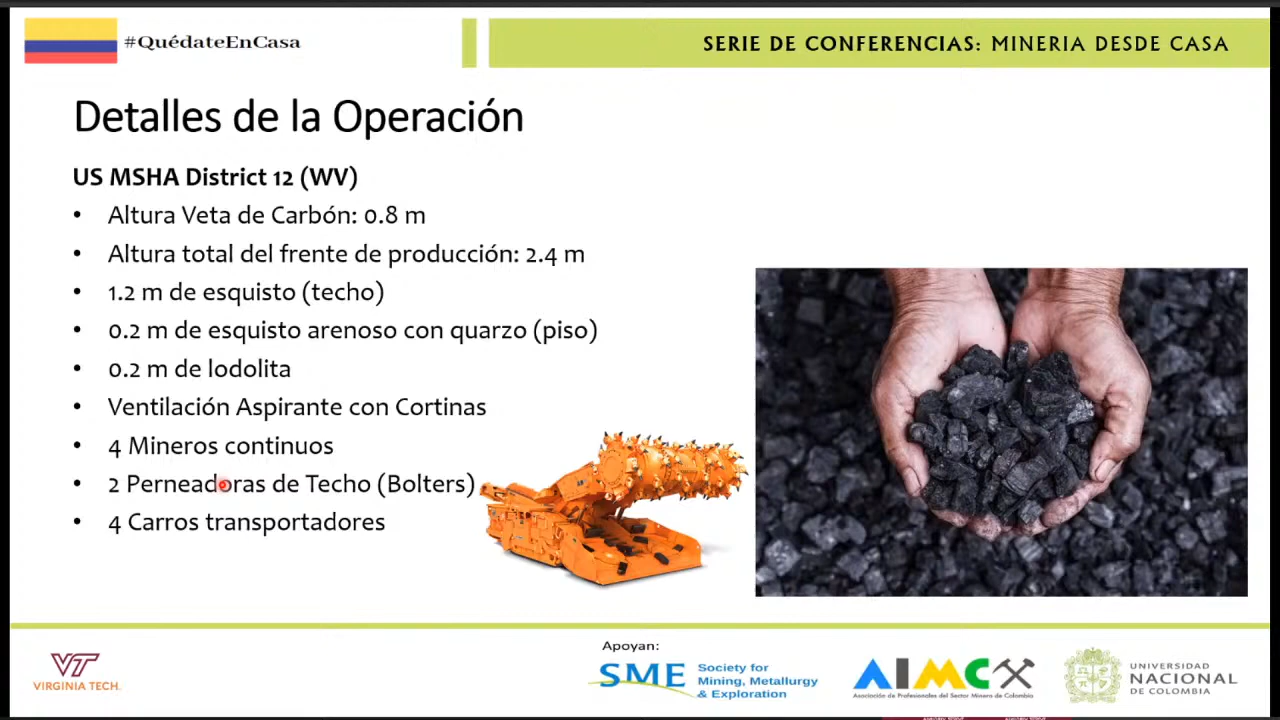 #QuédateEnCasa
SERIE DE CONFERENCIAS: MINERIA DESDE CASA
Detalles de la Operación
US MSHA District 12 (WV)
• Altura Veta de Carbón: 0.8 m
• Altura total del frente de producción: 2.4 m
• 1.2 m de esquisto (techo)
• 0.2 m de esquisto arenoso con quarzo (piso)
• 0.2 m de lodolita
• Ventilación Aspirante con Cortinas
• 4 Mineros continuos
• 2 Perneadoras de Techo (Bolters)
• 4 Carros transportadores
VT
VIRGINIA TECH.
Apoyan:
SME
Society for
Mining, Metallurgy
& Exploration
AIMC
Asociación de Profesionales del Sector Minero de Colombia
UNIVERSIDAD
NACIONAL
DE COLOMBIA